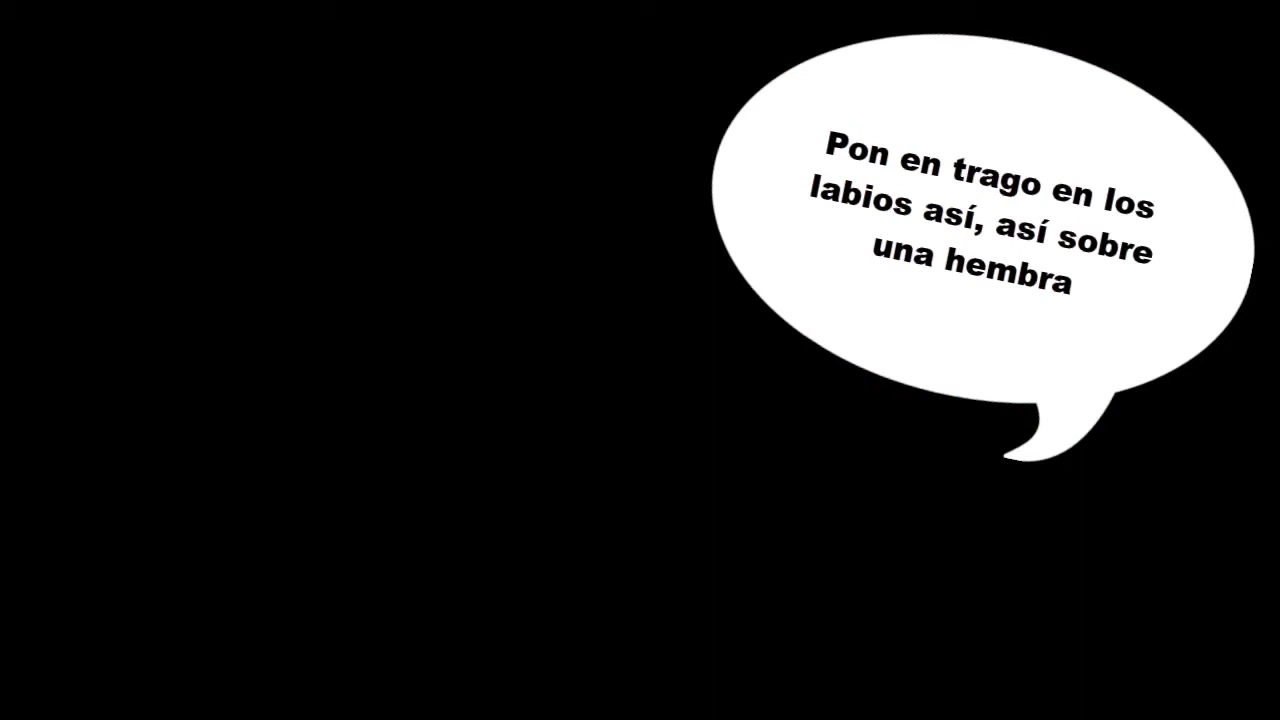 Pon en trago en los
labios así, así sobre
una hembra